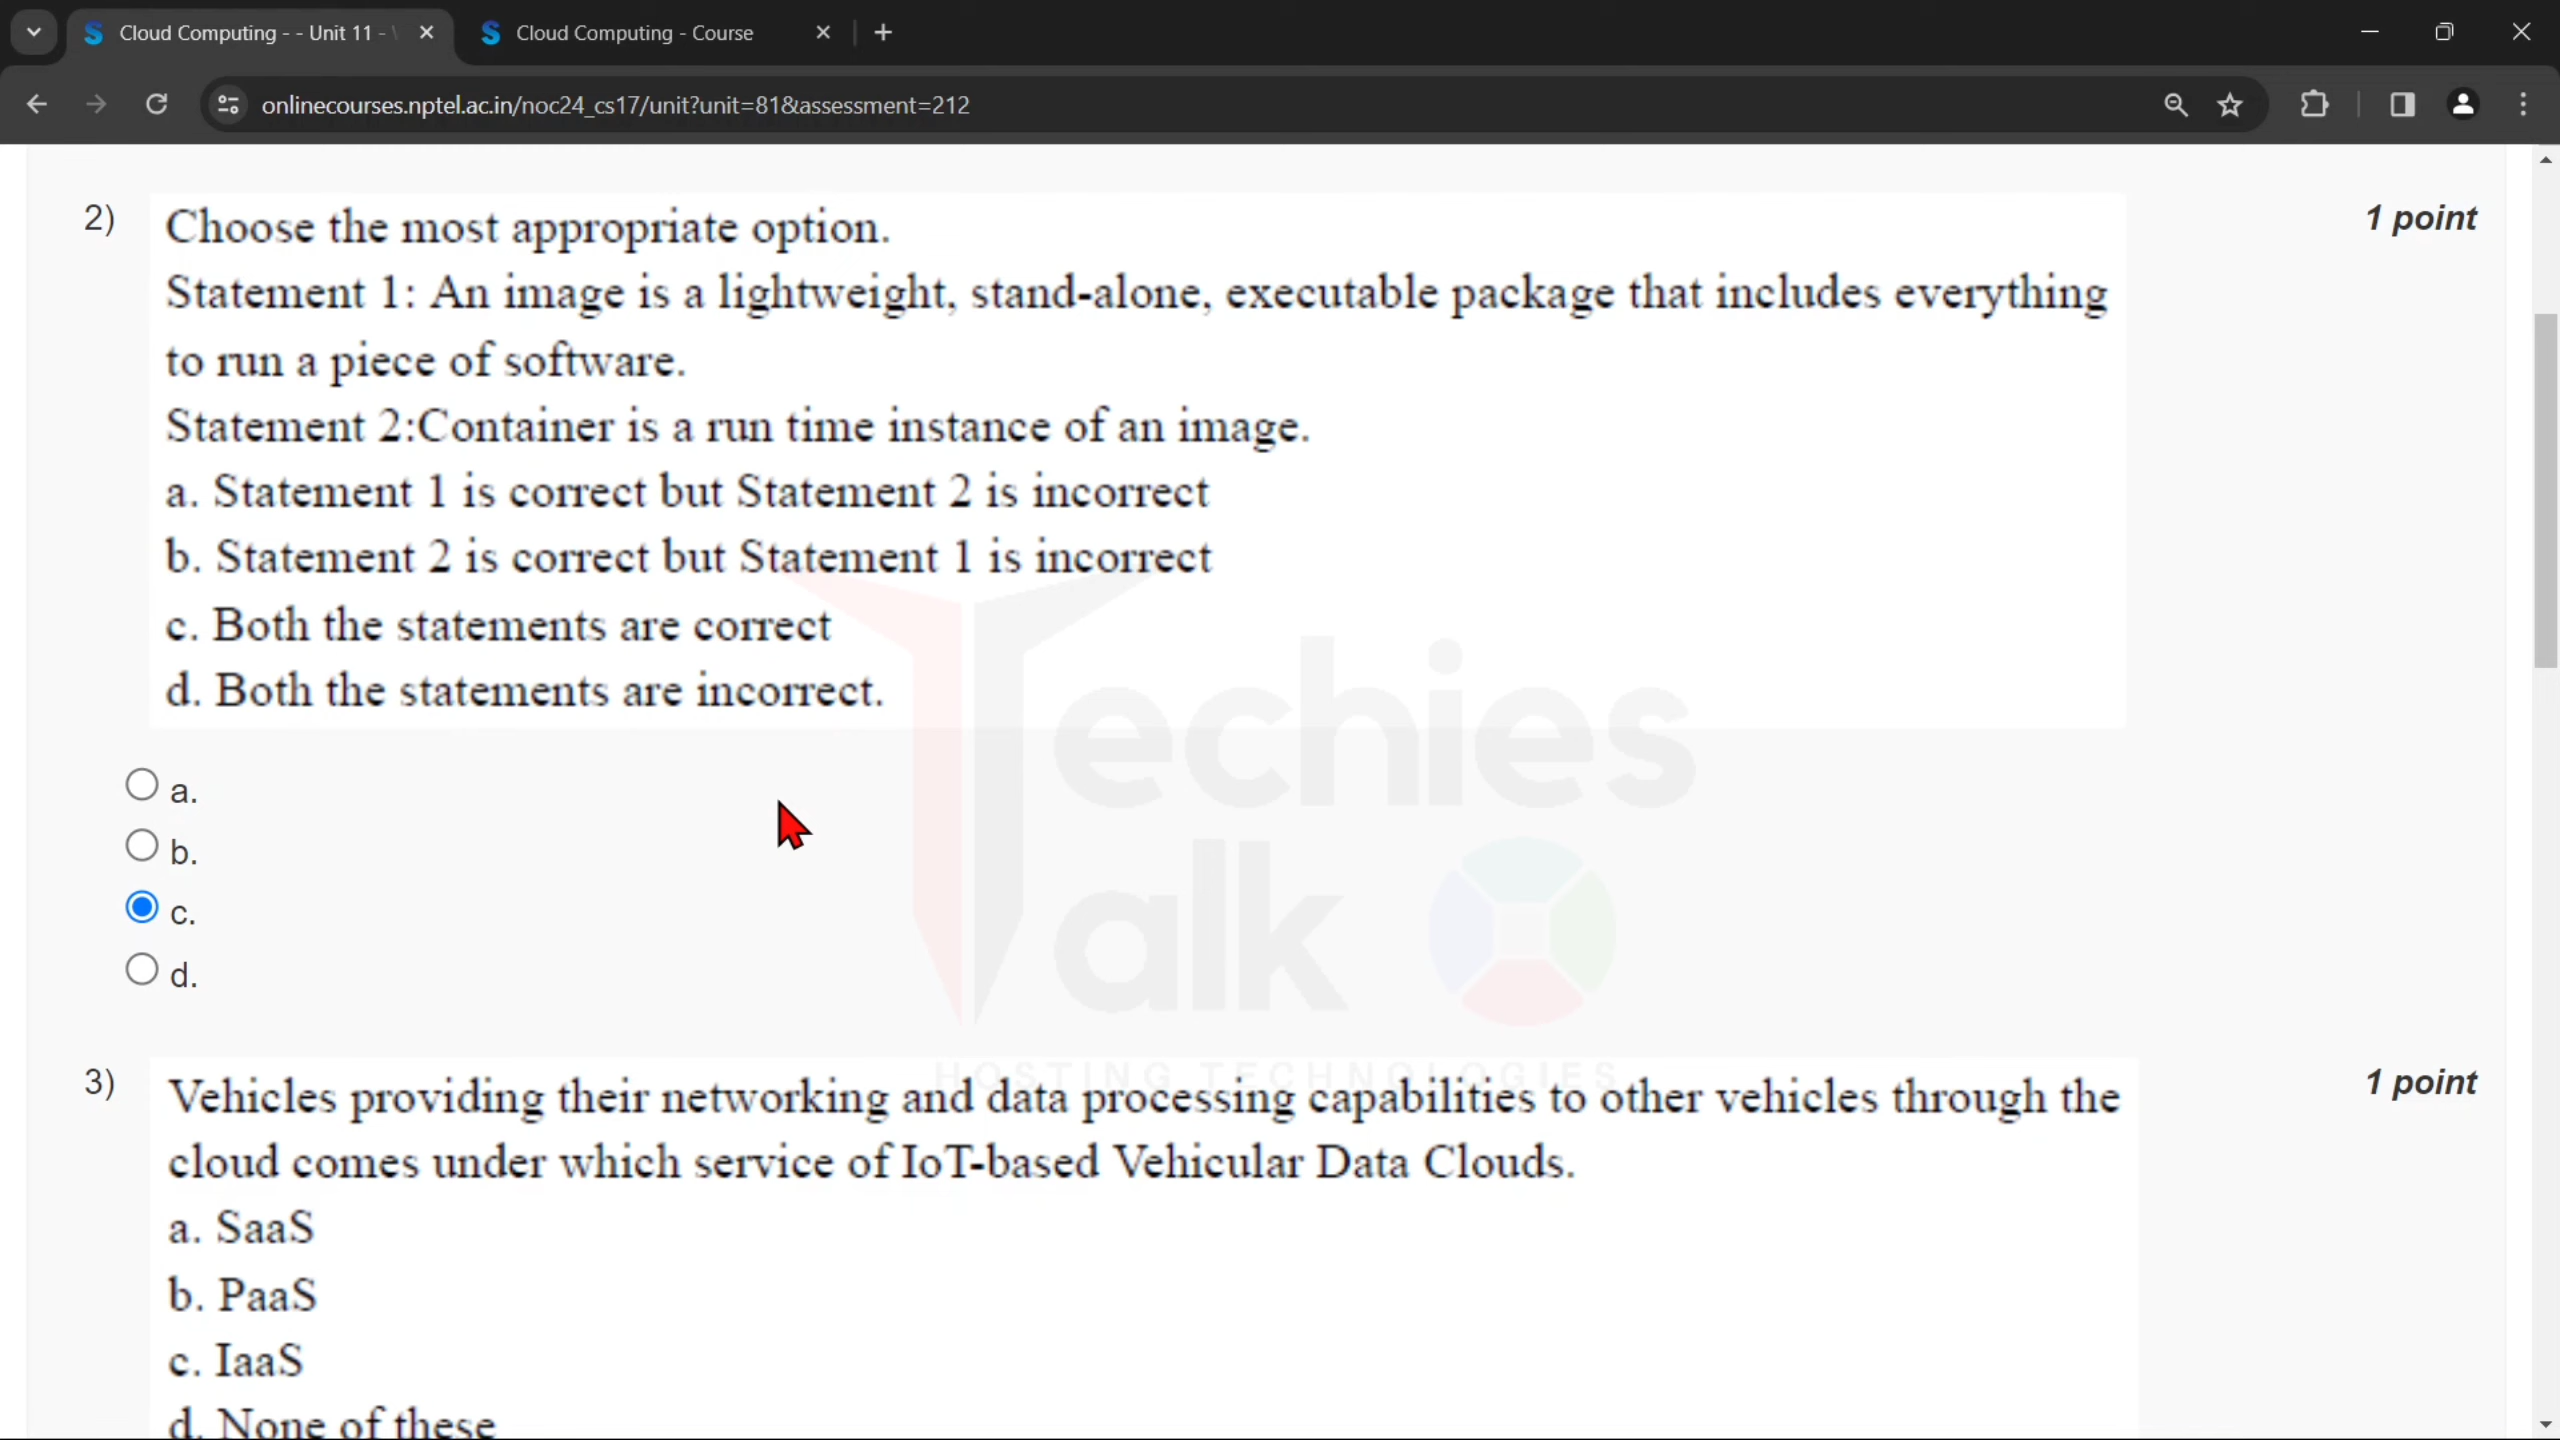 Cloud Computing - - Unit 11 -
Cloud Computing - Course
onlinecourses.nptel.ac.in/noc24_cs17/unit?unit=81&assessment=212
2)
Choose the most appropriate option.
1 point
Statement 1: An image is a lightweight, stand-alone, executable package that includes everything
to run a piece of software.
Statement 2:Container is a run time instance of an image.
a. Statement 1 is correct but Statement 2 is incorrect
b. Statement 2 is correct but Statement 1 is incorrect
c. Both the statements are correct
d. Both the statements are incorrect.
a.
b.
c.
d.
Techies
Talk
HOSTING TECHNOLOGIES
3)
Vehicles providing their networking and data processing capabilities to other vehicles through the
1 point
cloud comes under which service of IoT-based Vehicular Data Clouds.
a. SaaS
b. PaaS
c. IaaS
d. None of these